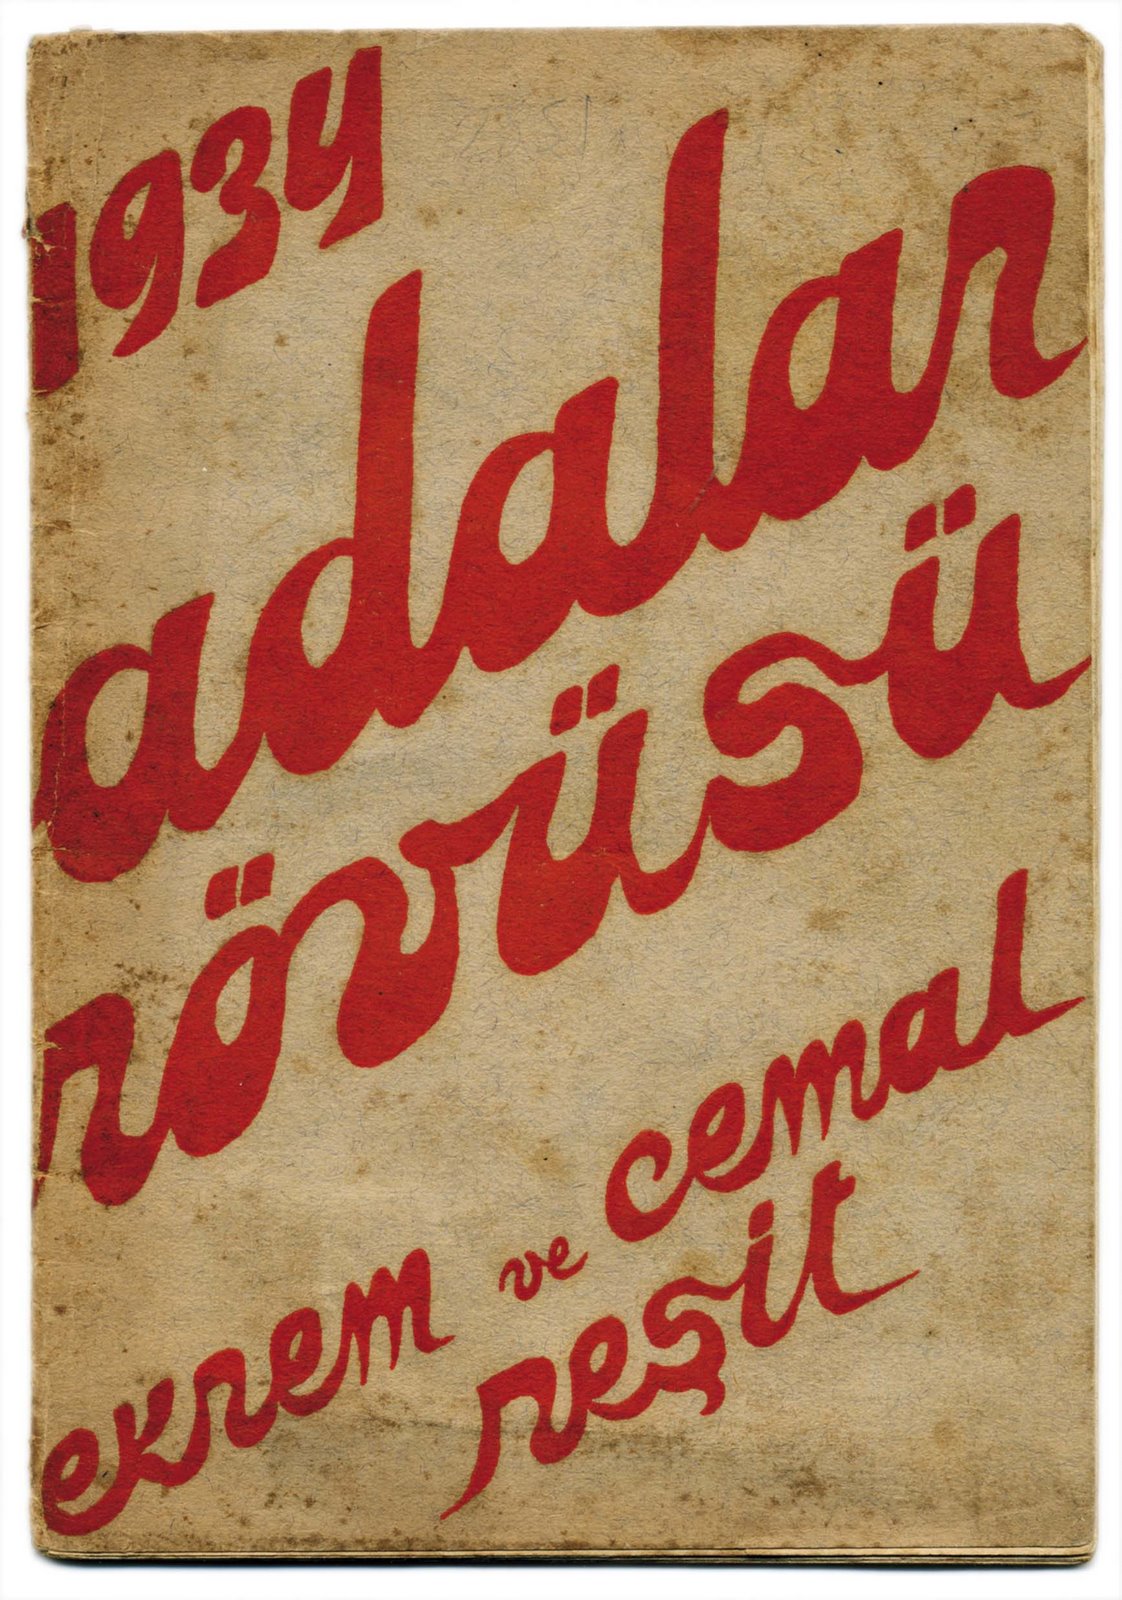 1934
adalar
rövüsü
ekrem ve cemal
reşit